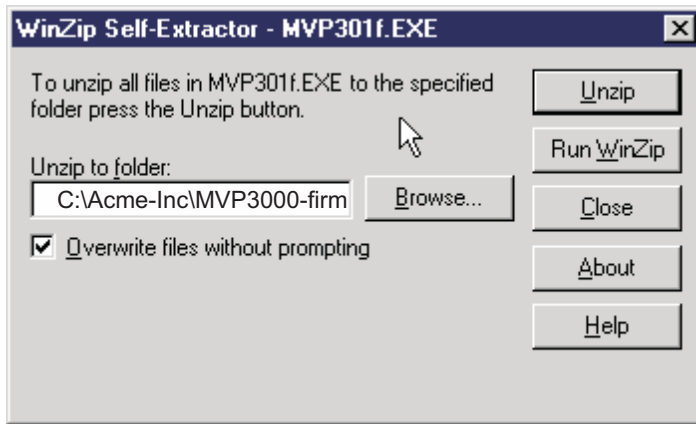 WinZip Self-Extractor - MVP301f.EXE
To unzip all files in MVP301f.EXE to the specified
folder press the Unzip button.
Unzip to folder:
C:\Acme-Inc\MVP3000-firm
Browse...
Overwrite files without prompting
Unzip
Run WinZip
Close
About
Help